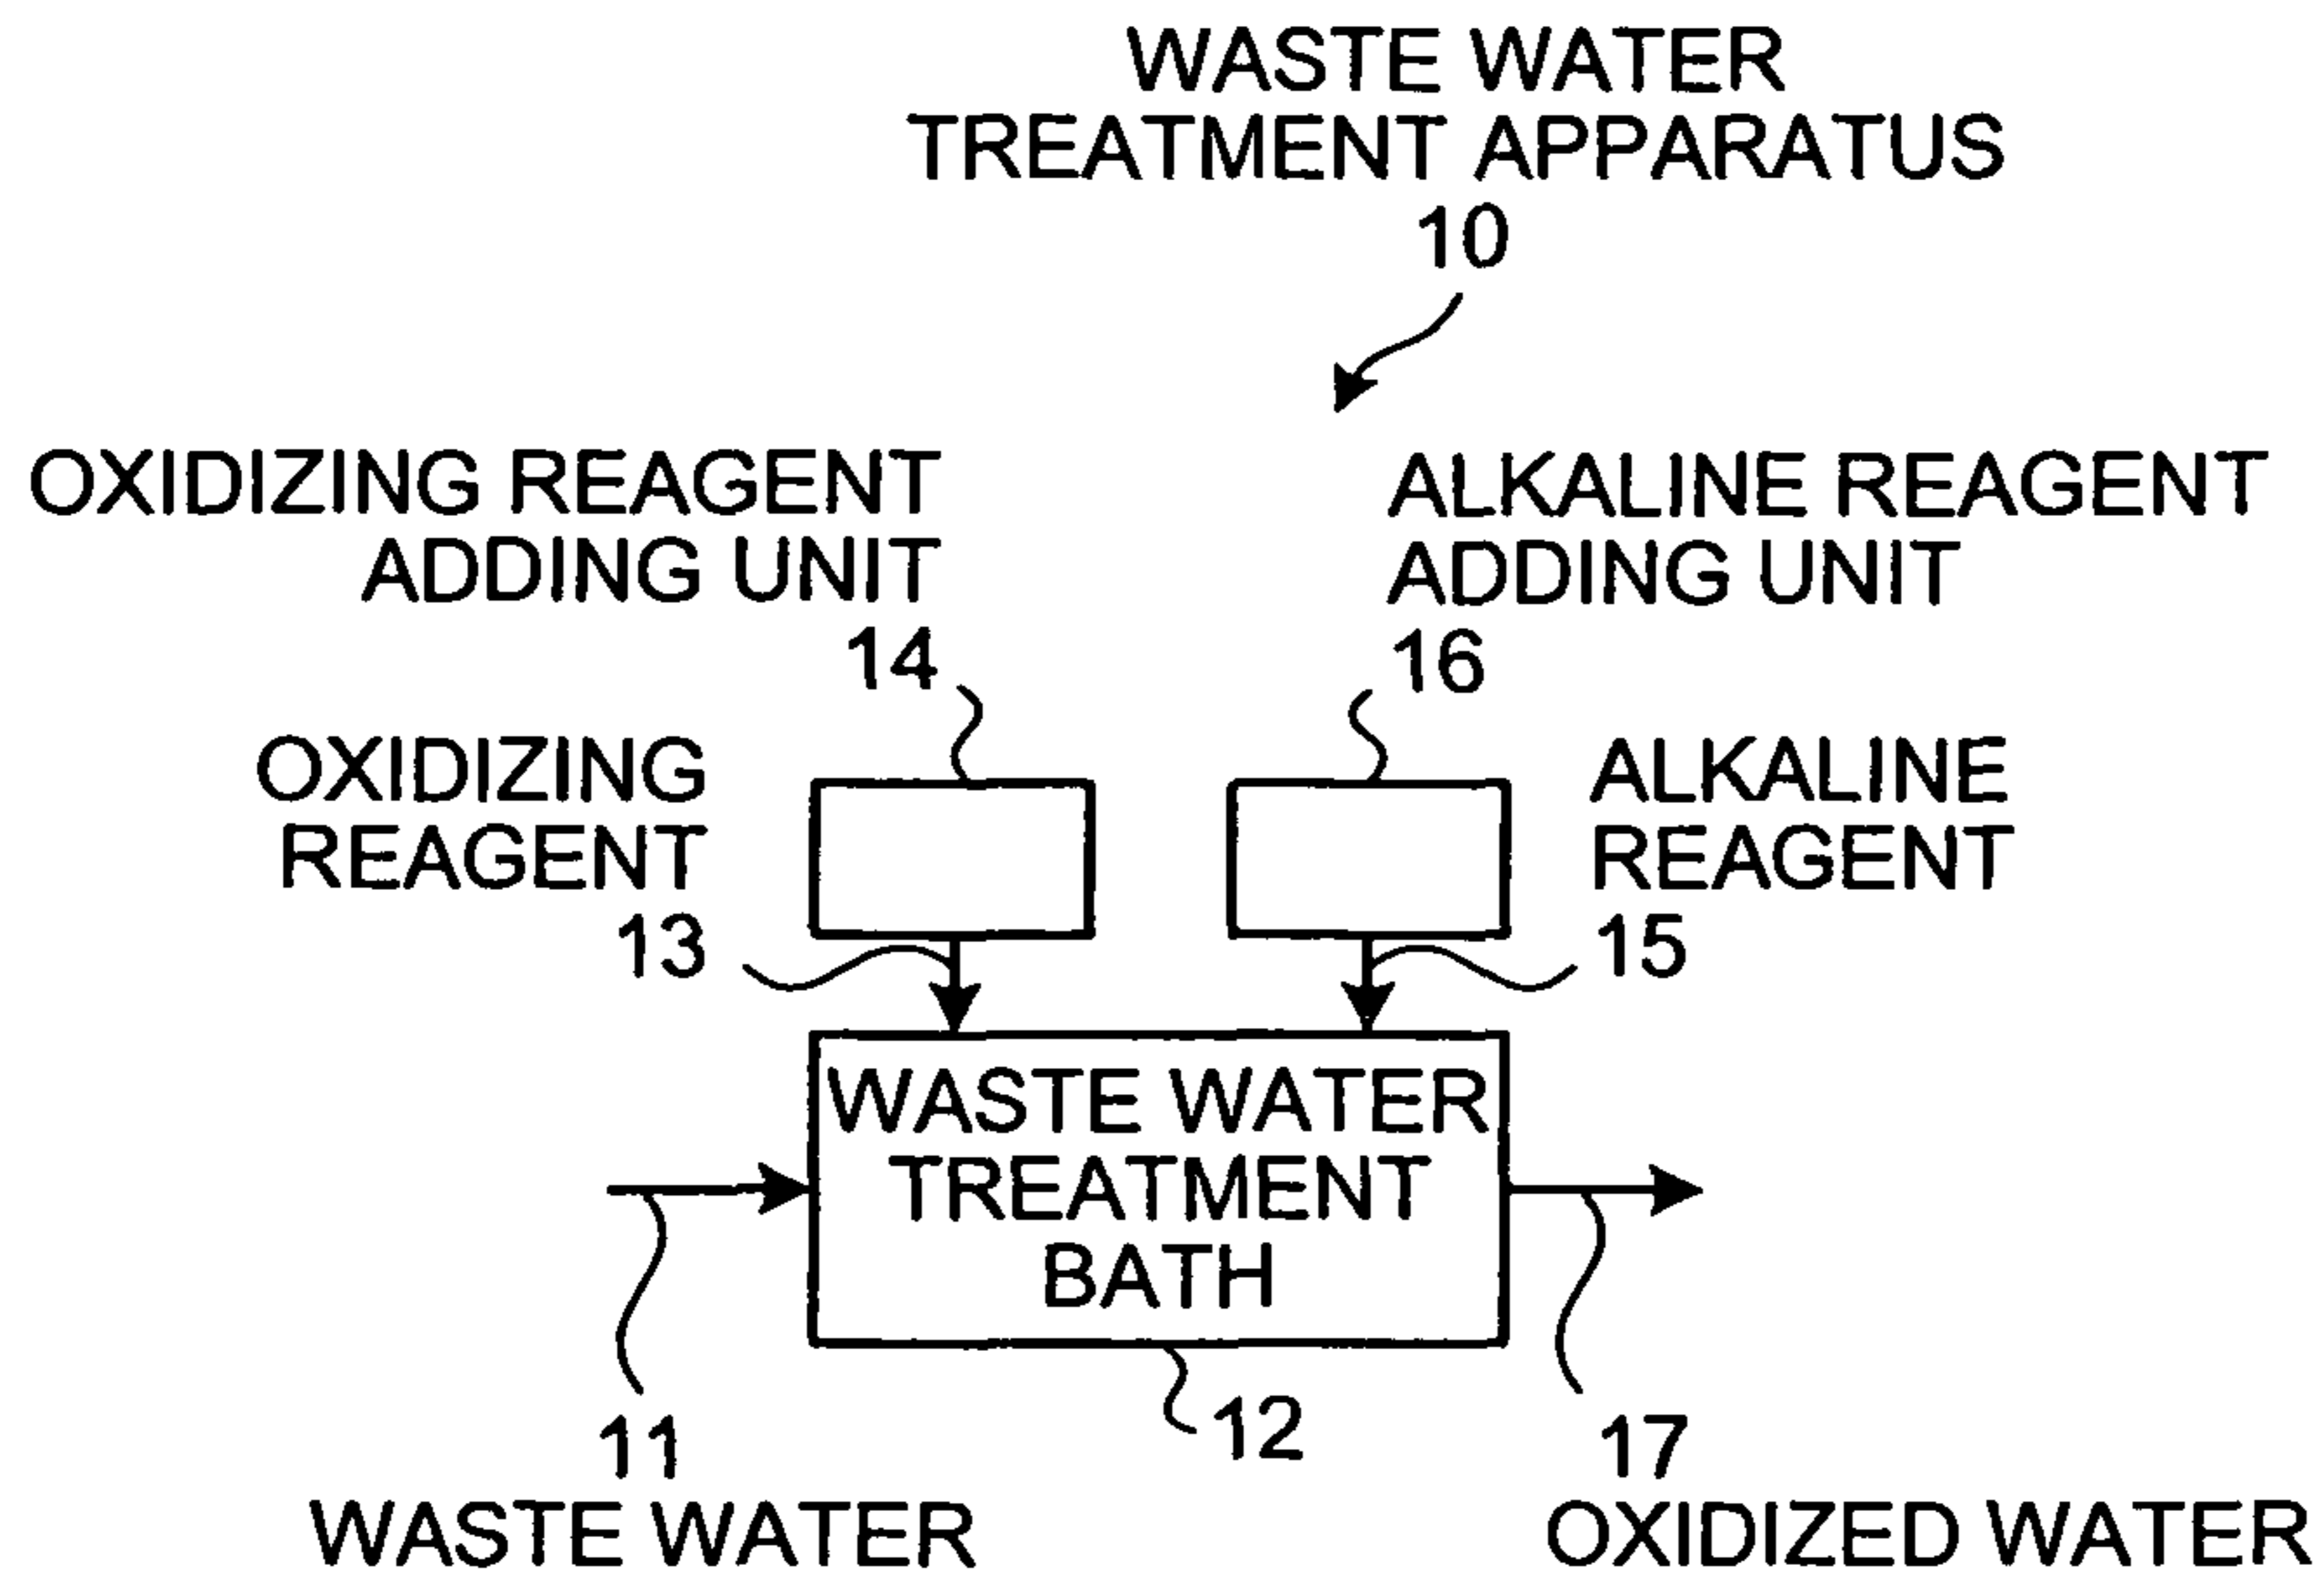 WASTE WATER
TREATMENT APPARATUS
10
OXIDIZING REAGENT
ADDING UNIT
14
ALKALINE REAGENT
ADDING UNIT
16
OXIDIZING
REAGENT
13
ALKALINE
REAGENT
15
WASTE WATER
TREATMENT
BATH
12
11
WASTE WATER
17
OXIDIZED WATER